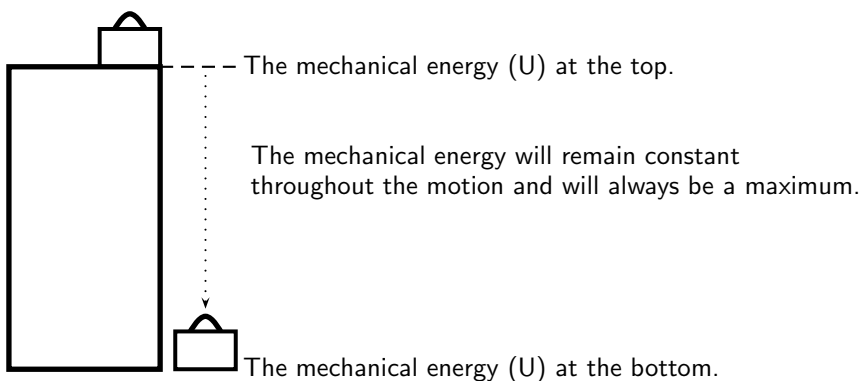 The mechanical energy (U) at the top.
The mechanical energy will remain constant
throughout the motion and will always be a maximum.
The mechanical energy (U) at the bottom.